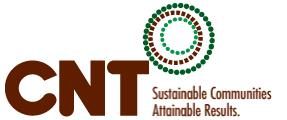 CNT
Sustainable Communities
Attainable Results.